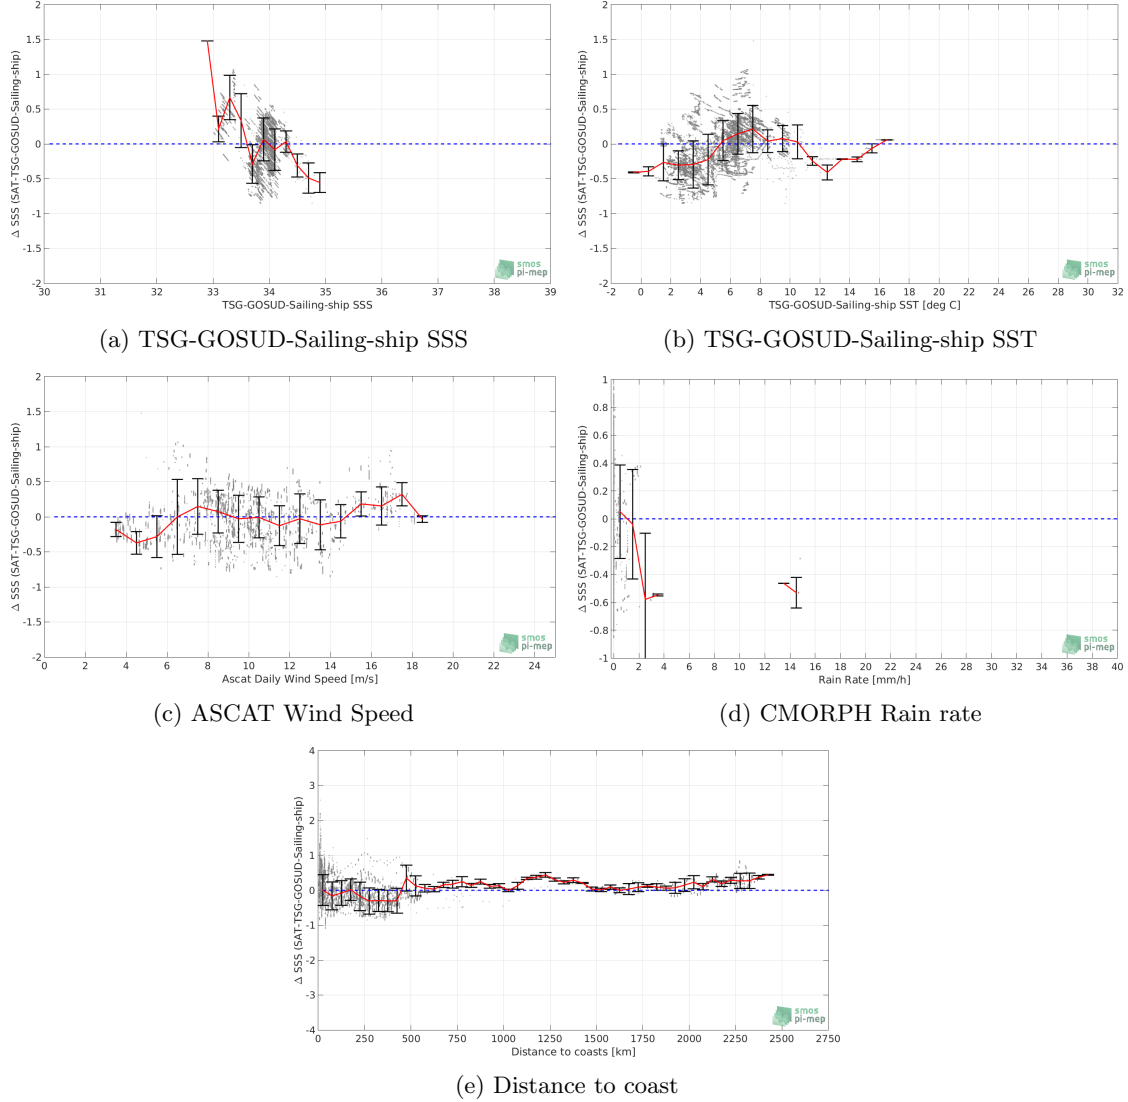 2
1.5
1
0.5
0
-0.5
-1
-1.5
-2
Δ SSS (SAT-TSG-GOSUD-Sailing-ship)
30 31 32 33 34 35 36 37 38 39
TSG-GOSUD-Sailing-ship SSS
smos
pi-mep
(a) TSG-GOSUD-Sailing-ship SSS
2
1.5
1
0.5
0
-0.5
-1
-1.5
-2
Δ SSS (SAT-TSG-GOSUD-Sailing-ship)
-2 0 2 4 6 8 10 12 14 16 18 20 22 24 26 28 30 32
TSG-GOSUD-Sailing-ship SST [deg C]
smos
pi-mep
(b) TSG-GOSUD-Sailing-ship SST
2
1.5
1
0.5
0
-0.5
-1
-1.5
-2
Δ SSS (SAT-TSG-GOSUD-Sailing-ship)
0 2 4 6 8 10 12 14 16 18 20 22 24
Ascat Daily Wind Speed [m/s]
smos
pi-mep
(c) ASCAT Wind Speed
1
0.8
0.6
0.4
0.2
0
-0.2
-0.4
-0.6
-0.8
-1
Δ SSS (SAT-TSG-GOSUD-Sailing-ship)
0 2 4 6 8 10 12 14 16 18 20 22 24 26 28 30 32 34 36 38 40
Rain Rate [mm/h]
smos
pi-mep
(d) CMORPH Rain rate
4
3
2
1
0
-1
-2
-3
-4
Δ SSS (SAT-TSG-GOSUD-Sailing-ship)
0 250 500 750 1000 1250 1500 1750 2000 2250 2500 2750
Distance to coasts [km]
smos
pi-mep
(e) Distance to coast